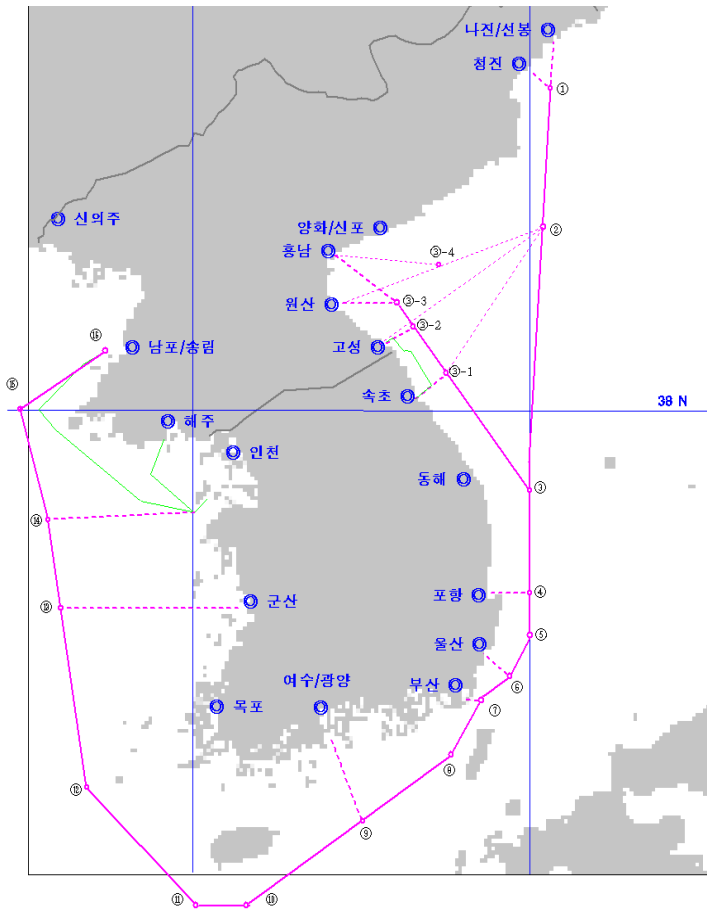 나진/선봉
청진
①
신의주
양화/신포
②
흥남
③-4
원산
③-3
③-2
⑯
남포/송림
고성
③-1
⑮
속초
38 N
해주
인천
동해
③
⑭
포항
④
군산
⑬
⑤
울산
⑥
여수/광양
부산
목포
⑦
⑧
⑫
⑨
⑪
⑩